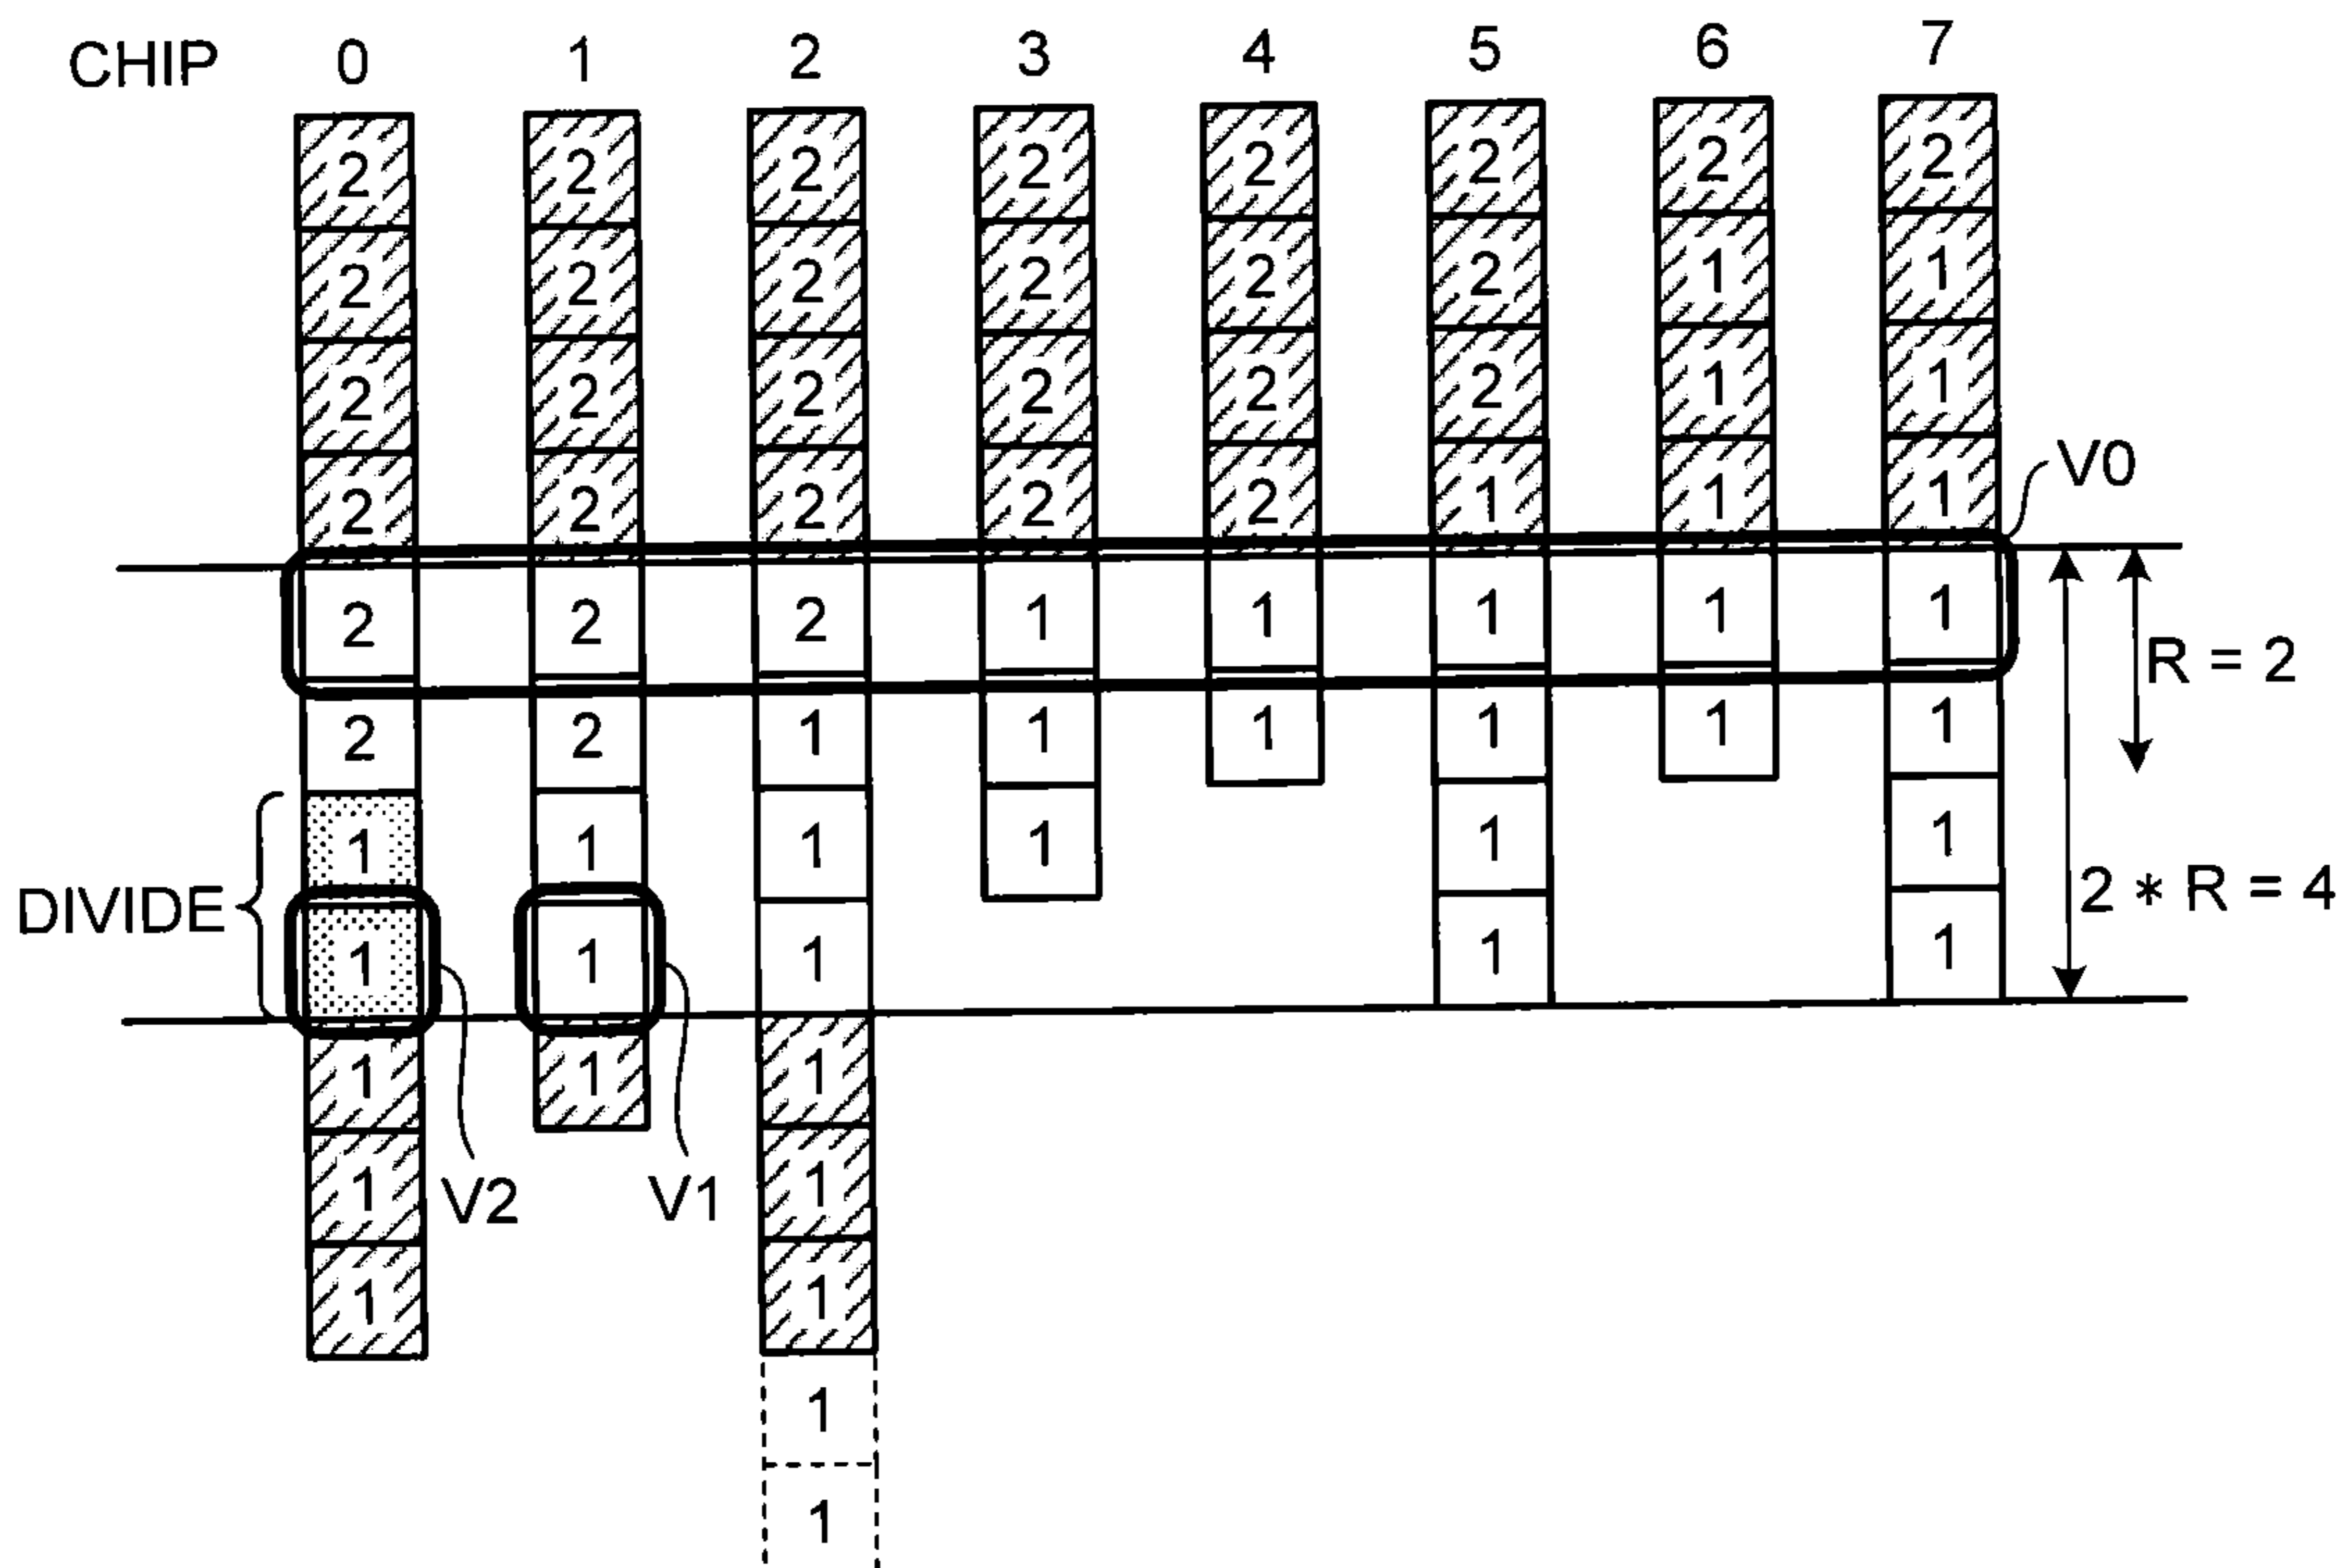 CHIP 0 1 2 3 4 5 6 7
2 2 2 2 2 2 2 2
2 2 2 2 2 2 1 1
2 2 2 2 2 2 1 1
2 2 2 2 2 1 1 1
V0
2 2 2 1 1 1 1 1
R = 2
2 2 1 1 1 1 1 1
1 1 1 1 1 1
DIVIDE
2 * R = 4
1 1 1 1 1
1 1 1
V2 V1
1 1
1 1
1
1